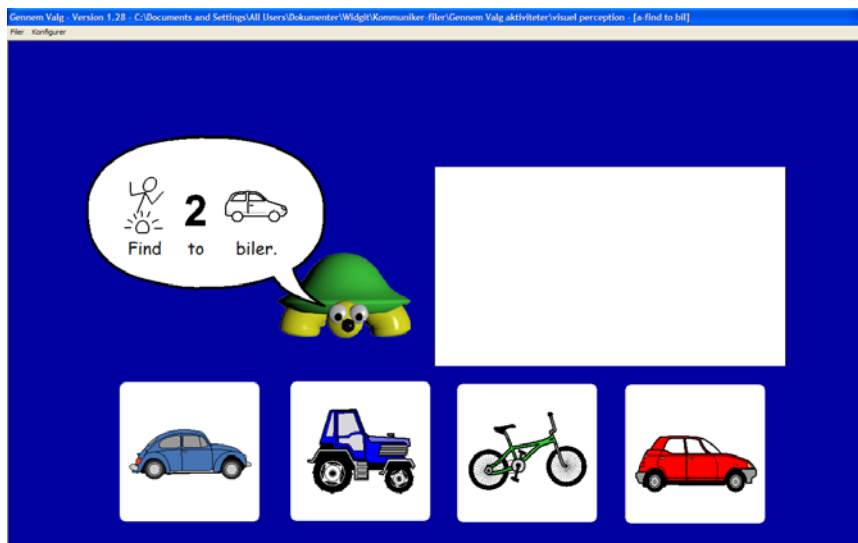 Gennem Valg - Version 1.28 - C:\Documents and Settings\All Users\Dokumenter\Widgit\Kommuniker-filer\Gennem Valg aktiviteter\visuel perception - [a-find to bil]
Filer Konfigurer
2
Find to biler.